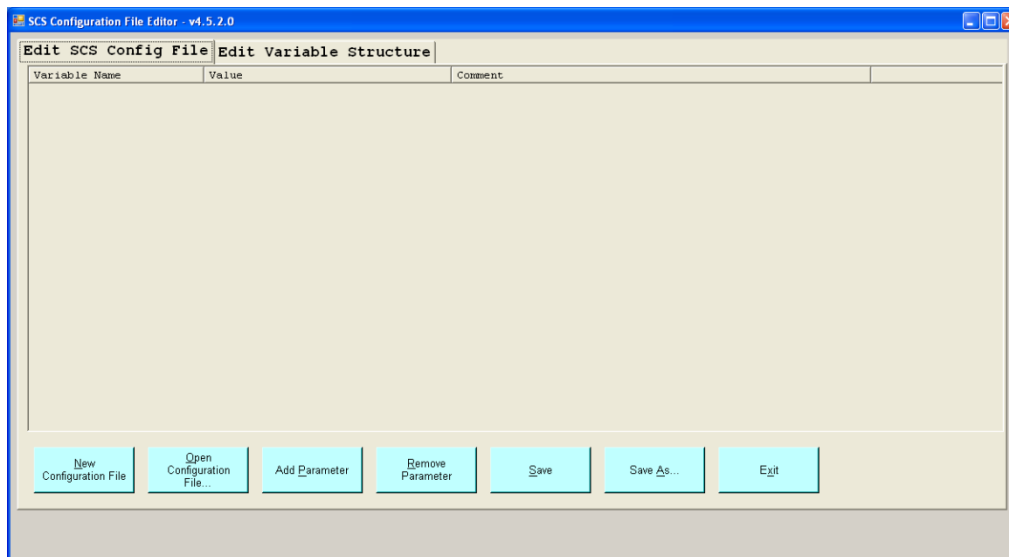 SCS Configuration File Editor - v4.5.2.0
Edit SCS Config File Edit Variable Structure
Variable Name Value Comment
New
Configuration File
Open
Configuration
File...
Add Parameter
Remove
Parameter
Save
Save As...
Exit